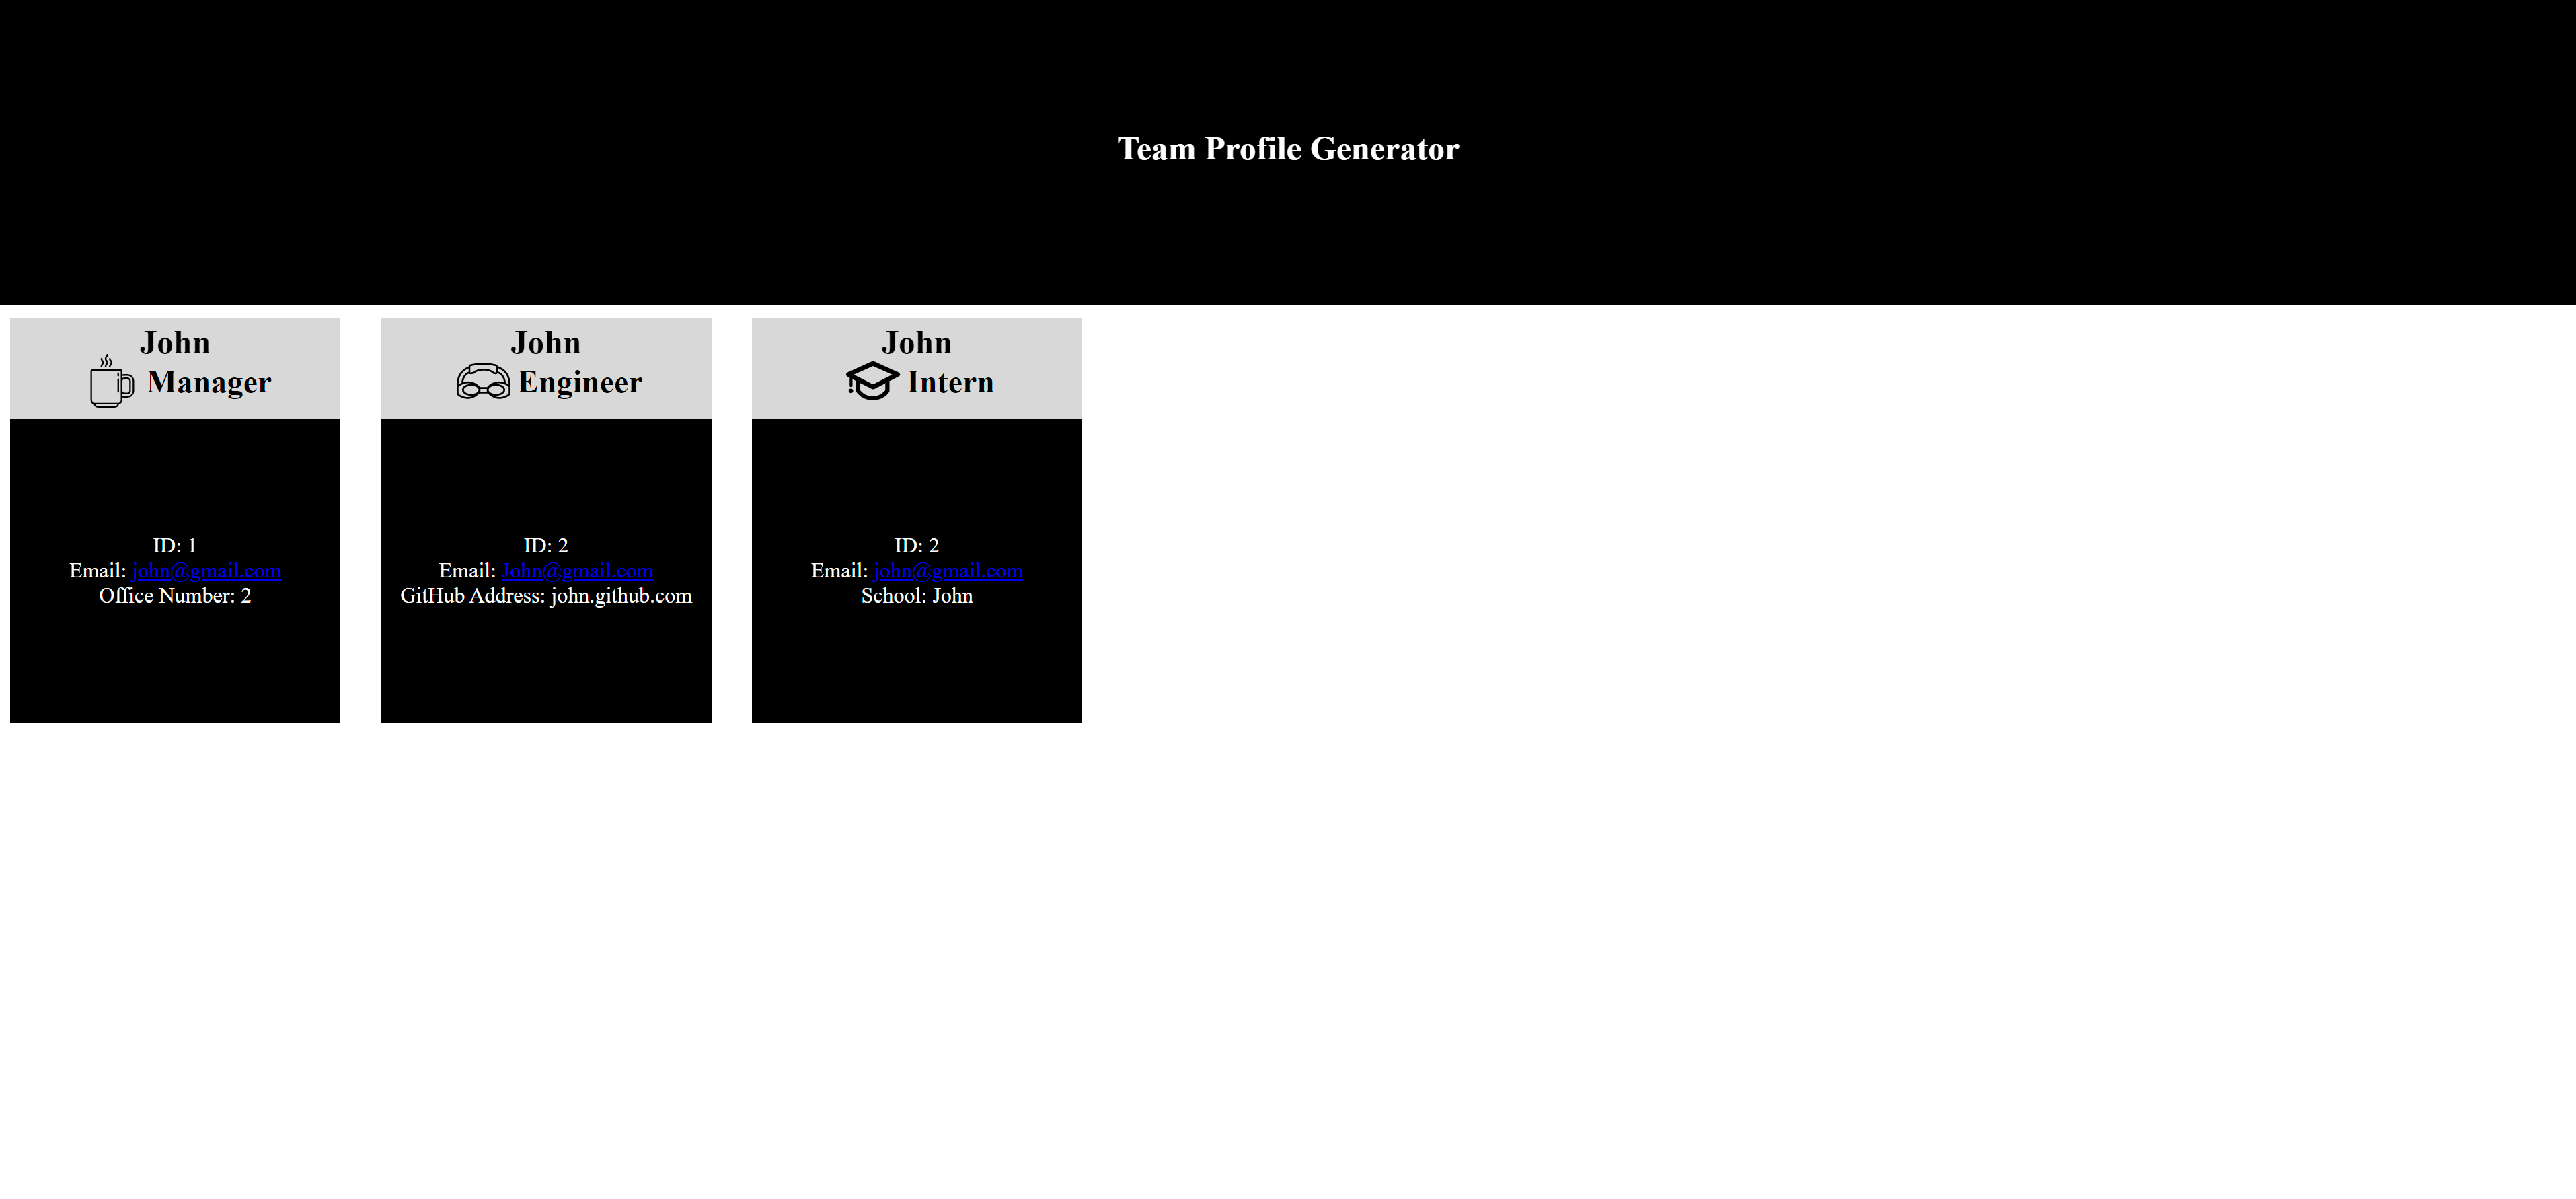 Team Profile Generator
John
Manager
ID: 1
Email: john@gmail.com
Office Number: 2
John
Engineer
ID: 2
Email: John@gmail.com
GitHub Address: john.github.com
John
Intern
ID: 2
Email: john@gmail.com
School: John